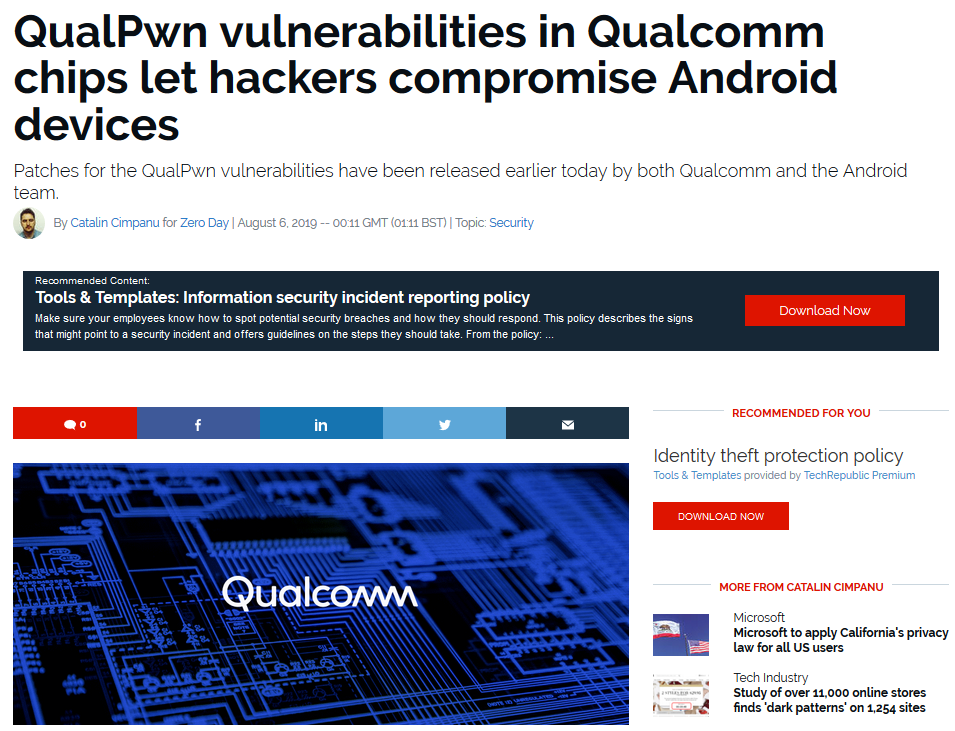 QualPwn vulnerabilities in Qualcomm
chips let hackers compromise Android
devices
Patches for the QualPwn vulnerabilities have been released earlier today by both Qualcomm and the Android
team.
By Catalin Cimpanu for Zero Day | August 6, 2019 -- 00:11 GMT (01:11 BST) | Topic: Security
Recommended Content:
Tools & Templates: Information security incident reporting policy
Make sure your employees know how to spot potential security breaches and how they should respond. This policy describes the signs
that might point to a security incident and offers guidelines on the steps they should take. From the policy: ...
Download Now
0
f
in
Qualcomm
RECOMMENDED FOR YOU
Identity theft protection policy
Tools & Templates provided by TechRepublic Premium
DOWNLOAD NOW
MORE FROM CATALIN CIMPANU
Microsoft
Microsoft to apply California's privacy
law for all US users
Tech Industry
Study of over 11,000 online stores
finds 'dark patterns' on 1,254 sites